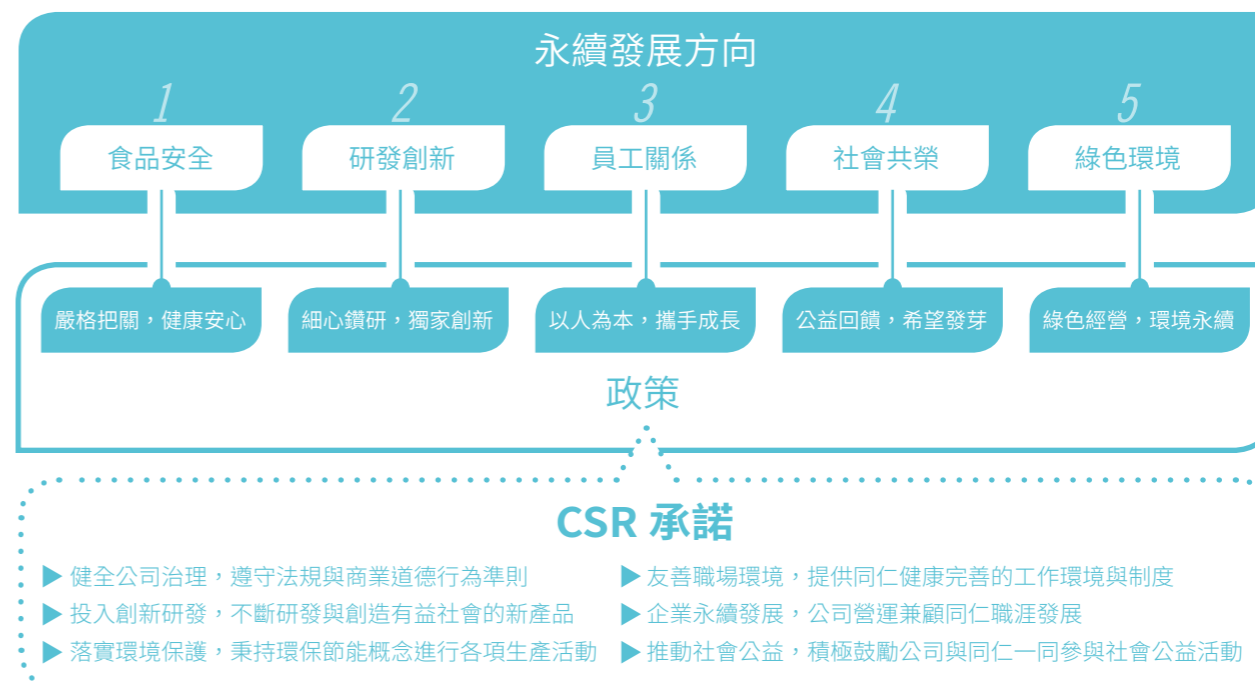 永續發展方向
1 2 3 4 5
食品安全 研發創新 員工關係 社會共榮 綠色環境
嚴格把關，健康安心 細心鑽研，獨家創新 以人為本，攜手成長 公益回饋，希望發芽 綠色經營，環境永續
政策
CSR 承諾
▶ 健全公司治理，遵守法規與商業道德行為準則
▶ 投入創新研發，不斷研發與創造有益社會的新產品
▶ 落實環境保護，秉持環保節能概念進行各項生產活動
▶ 友善職場環境，提供同仁健康完善的工作環境與制度
▶ 企業永續發展，公司營運兼顧同仁職涯發展
▶ 推動社會公益，積極鼓勵公司與同仁一同參與社會公益活動